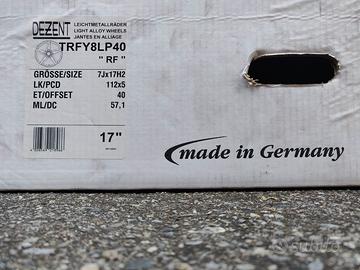 DEZENT
LEICHTMETALLRÄDER
LIGHT ALLOY WHEELS
JANTES EN ALLIAGE
TRFY8LP40
" RF "
GRÖSSE/SIZE 7Jx17H2
LK/PCD 112x5
ET/OFFSET 40
ML/DC 57,1
17"
made in Germany